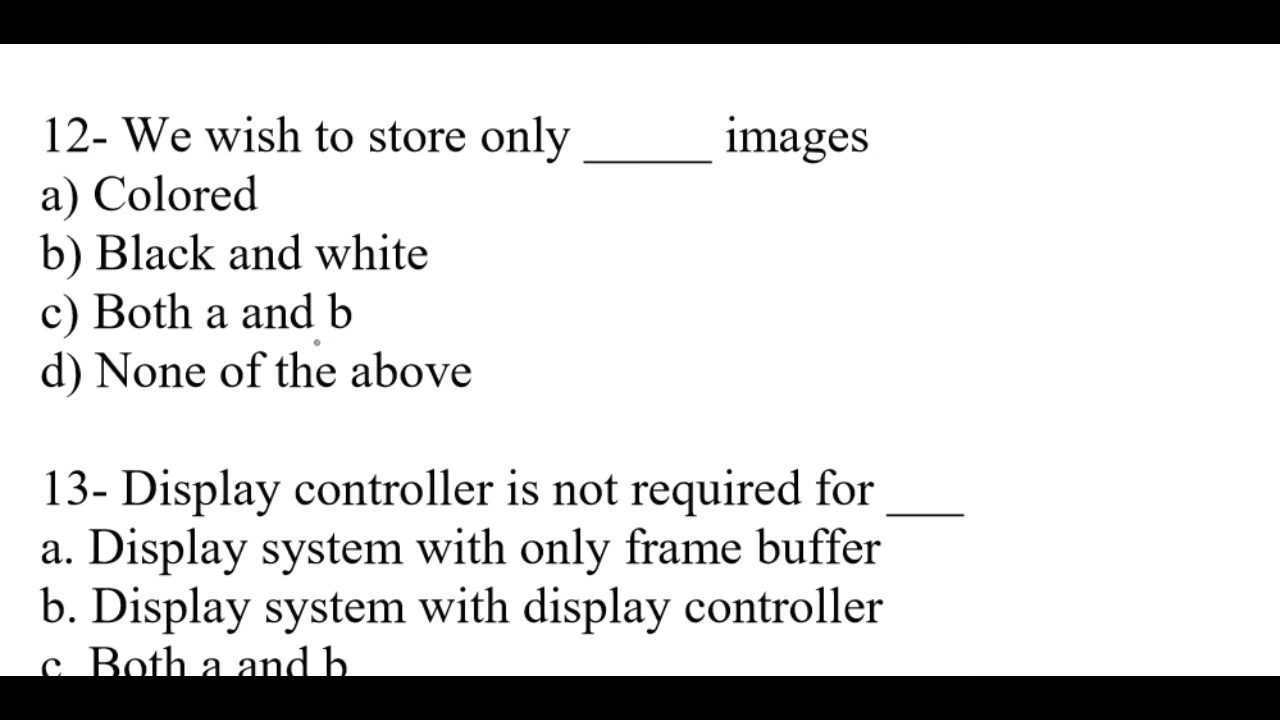 12- We wish to store only _____ images
a) Colored
b) Black and white
c) Both a and b
d) None of the above
13- Display controller is not required for ___
a. Display system with only frame buffer
b. Display system with display controller
c. Both a and b